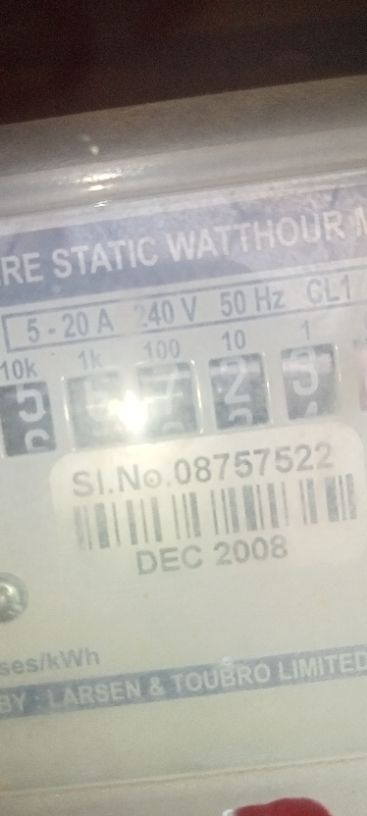 RE STATIC WATTHOUR M
5 - 20 A 240 V 50 Hz CL1
10k 1k 100 10 1
2 3
Sl.No.08757522
DEC 2008
ses/kWh
BY : LARSEN & TOUBRO LIMITED